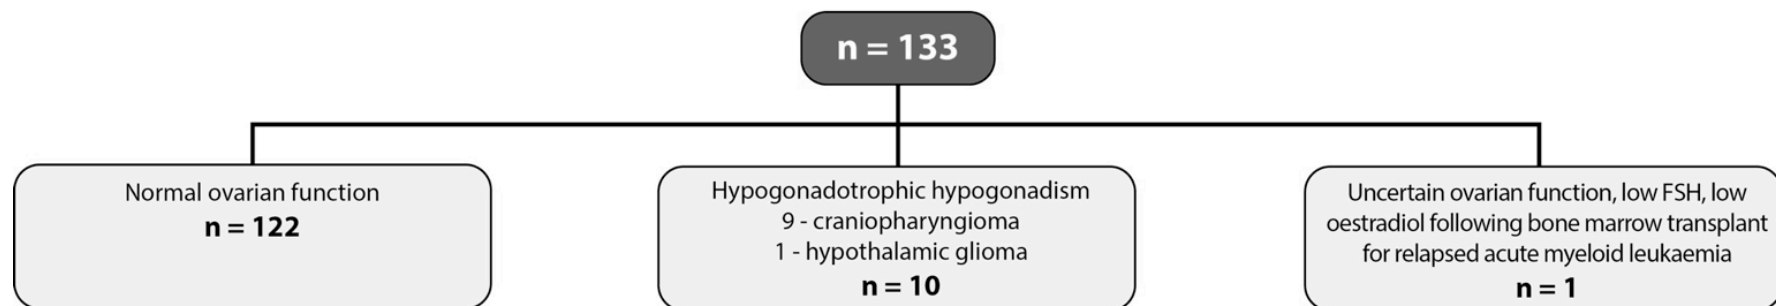 n = 133
Normal ovarian function
n = 122
Hypogonadotrophic hypogonadism
9 - craniopharyngioma
1 - hypothalamic glioma
n = 10
Uncertain ovarian function, low FSH, low
oestradiol following bone marrow transplant
for relapsed acute myeloid leukaemia
n = 1